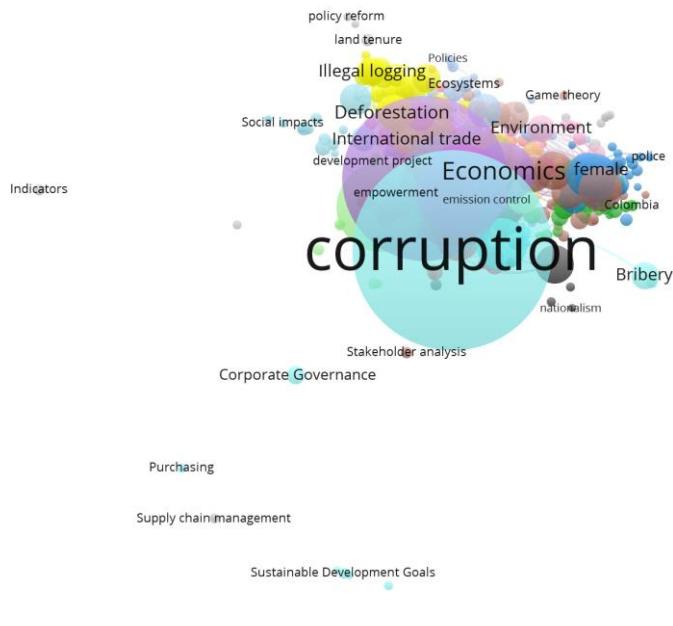 policy reform
land tenure
Policies
Illegal logging
Ecosystems
Game theory
Deforestation
Social impacts
Environment
International trade
police
development project
Economics
female
Indicators
empowerment
emission control
Colombia
corruption
Bribery
nationalism
Stakeholder analysis
Corporate Governance
Purchasing
Supply chain management
Sustainable Development Goals